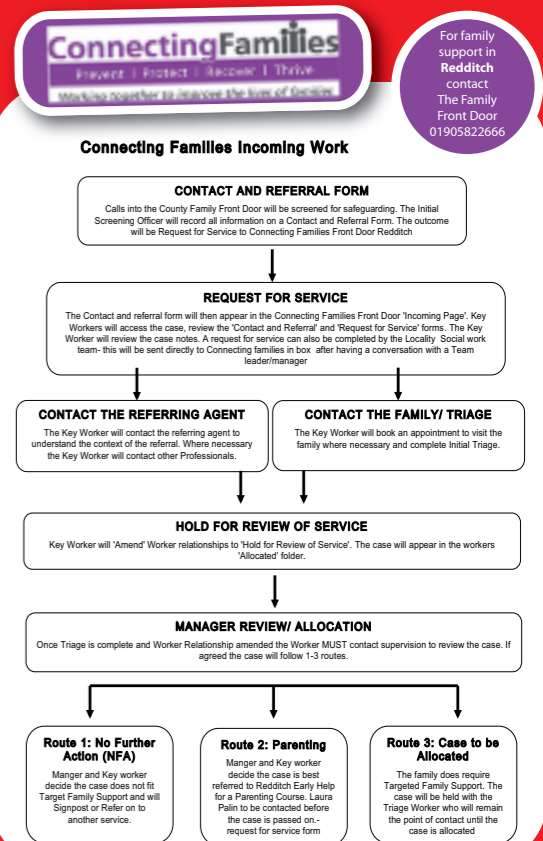 ConnectingFamilies
Prevent | Protect | Recover | Thrive
Working together to improve the lives of families
For family
support in
Redditch
contact
The Family
Front Door
01905822666
Connecting Families Incoming Work
CONTACT AND REFERRAL FORM
Calls into the County Family Front Door will be screened for safeguarding. The Initial
Screening Officer will record all information on a Contact and Referral Form. The outcome
will be Request for Service to Connecting Families Front Door Redditch
REQUEST FOR SERVICE
The Contact and referral form will then appear in the Connecting Families Front Door 'Incoming Page'. Key
Workers will access the case, review the 'Contact and Referral' and 'Request for Service' forms. The Key
Worker will review the case notes. A request for service can also be completed by the Locality Social work
team- this will be sent directly to Connecting families in box after having a conversation with a Team
leader/manager
CONTACT THE REFERRING AGENT
The Key Worker will contact the referring agent to
understand the context of the referral. Where necessary
the Key Worker will contact other Professionals.
CONTACT THE FAMILY/ TRIAGE
The Key Worker will book an appointment to visit the
family where necessary and complete Initial Triage.
HOLD FOR REVIEW OF SERVICE
Key Worker will 'Amend' Worker relationships to 'Hold for Review of Service'. The case will appear in the workers
'Allocated' folder.
MANAGER REVIEW/ ALLOCATION
Once Triage is complete and Worker Relationship amended the Worker MUST contact supervision to review the case. If
agreed the case will follow 1-3 routes.
Route 1: No Further
Action (NFA)
Manger and Key worker
decide the case does not fit
Target Family Support and will
Signpost or Refer on to
another service.
Route 2: Parenting
Manger and Key worker
decide the case is best
referred to Redditch Early Help
for a Parenting Course. Laura
Palin to be contacted before
the case is passed on.-
request for service form
Route 3: Case to be
Allocated
The family does require
Targeted Family Support. The
case will be held with the
Triage Worker who will remain
the point of contact until the
case is allocated